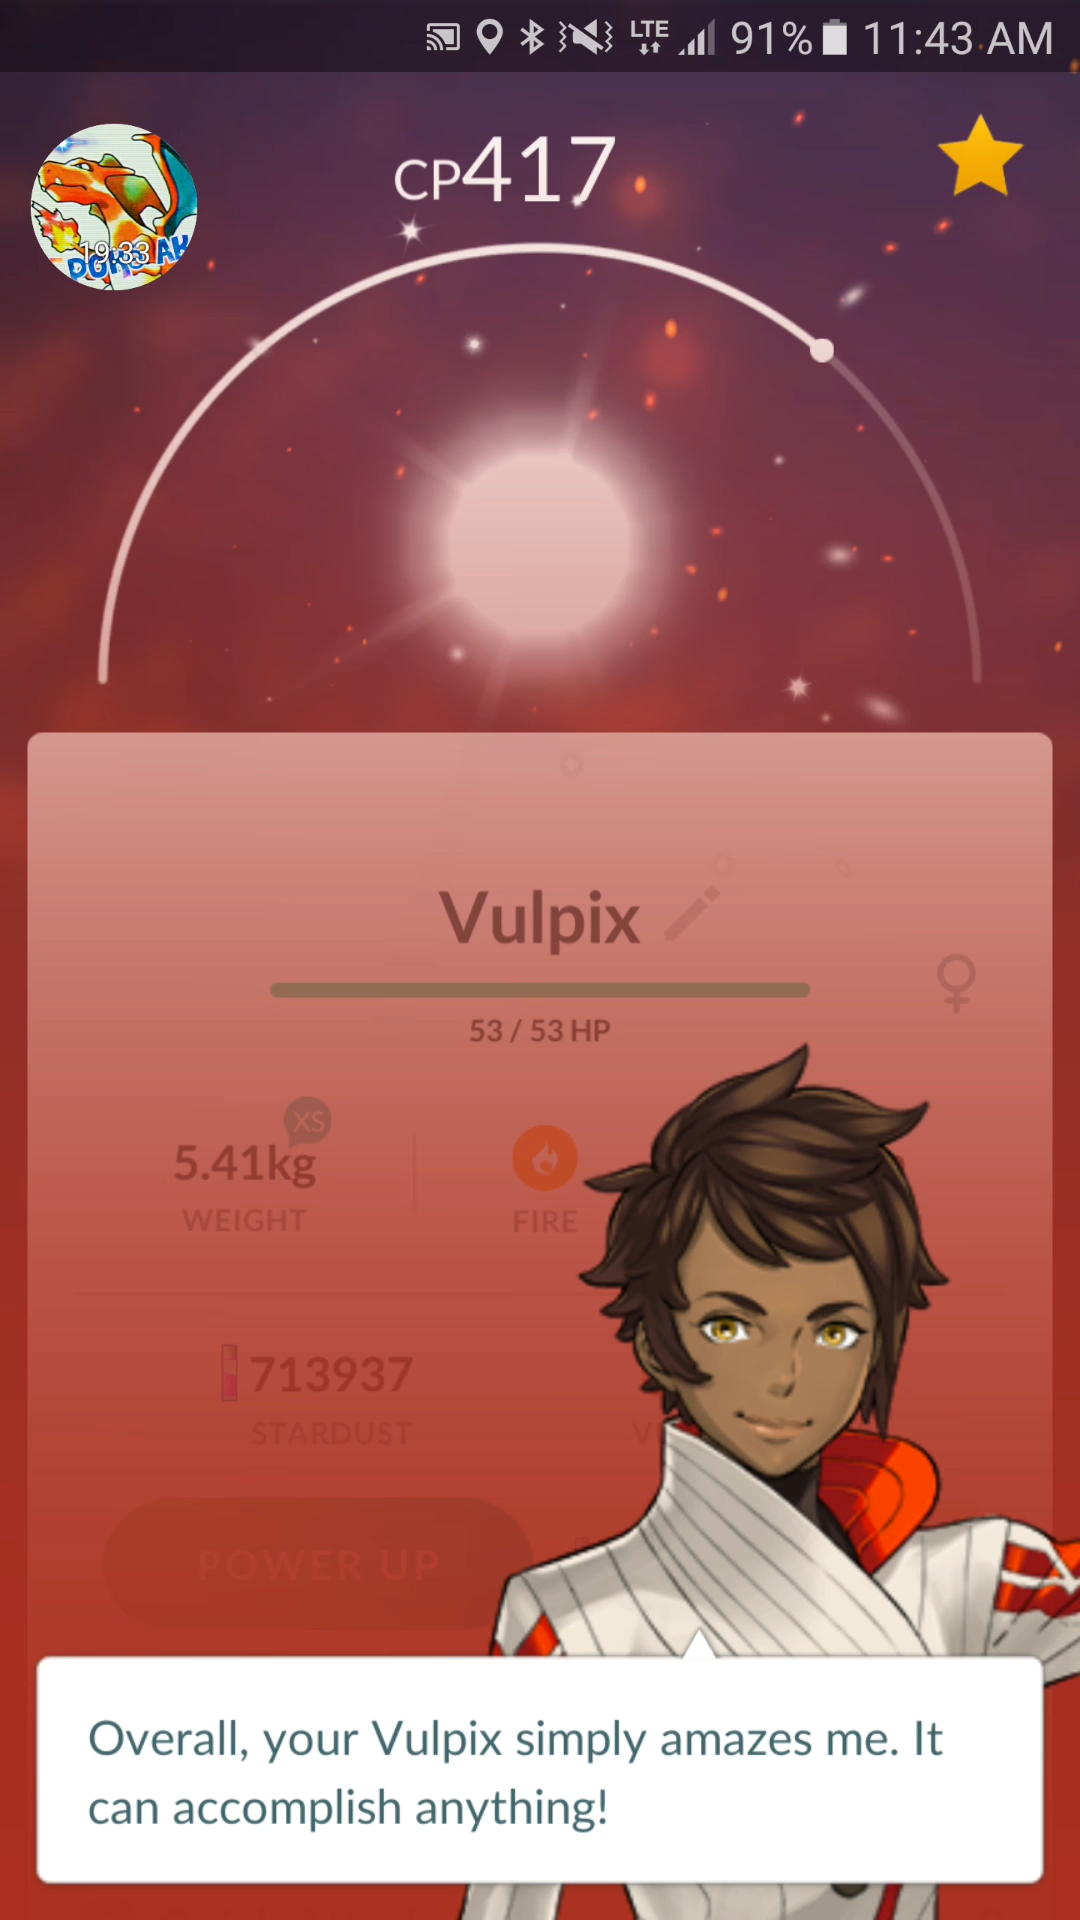 LTE 91% 11:43 AM
CP417
19:33
Vulpix
53 / 53 HP
XS
5.41kg
WEIGHT
FIRE
713937
STARDUST
POWER UP
Overall, your Vulpix simply amazes me. It
can accomplish anything!